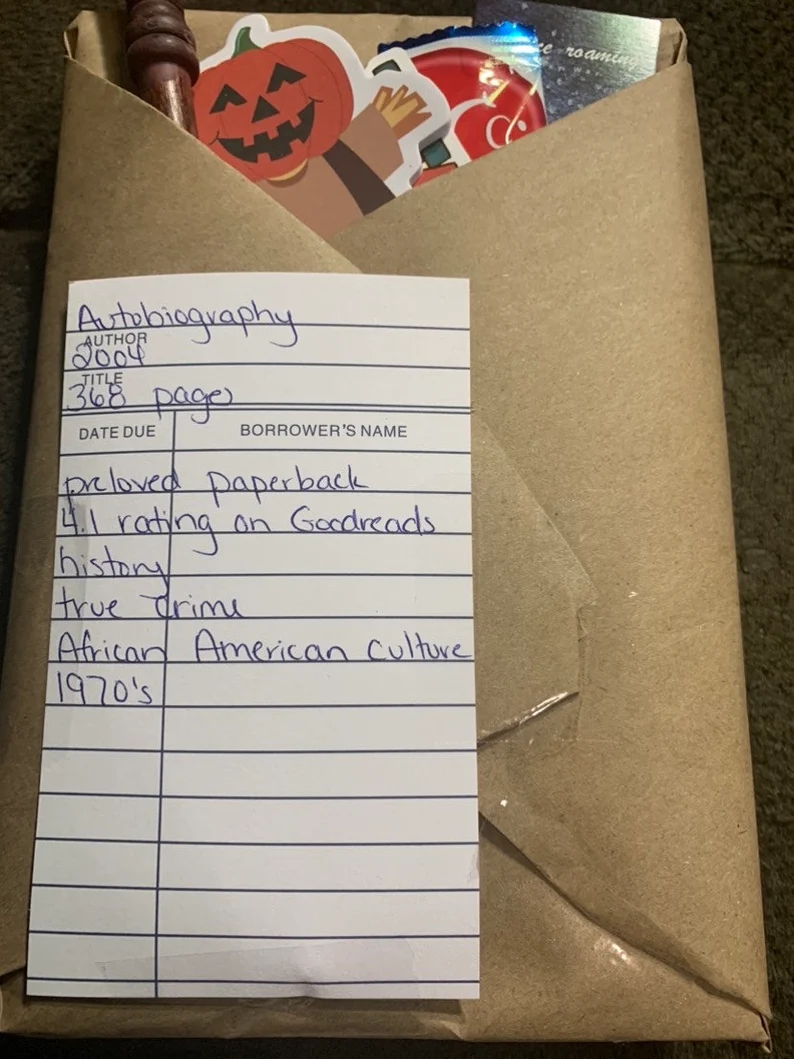 ce roaming
Autobiography
AUTHOR
2004
TITLE
368 pages
DATE DUE BORROWER'S NAME
preloved paperback
4.1 rating on Goodreads
history
true crime
African American culture
1970's